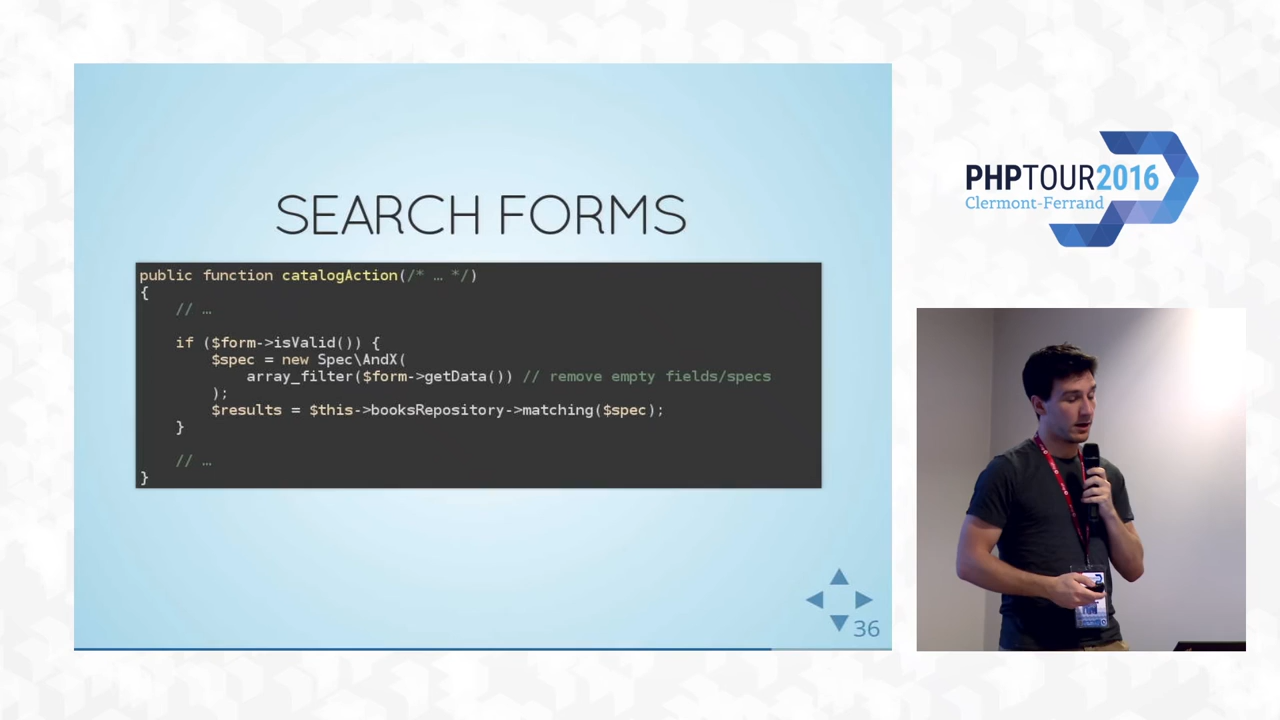 SEARCH FORMS
public function catalogAction(/* … */)
{
    // …

    if ($form->isValid()) {
        $spec = new Spec\AndX(
            array_filter($form->getData()) // remove empty fields/specs
        );
        $results = $this->booksRepository->matching($spec);
    }

    // …
}
36
PHPTOUR2016
Clermont-Ferrand